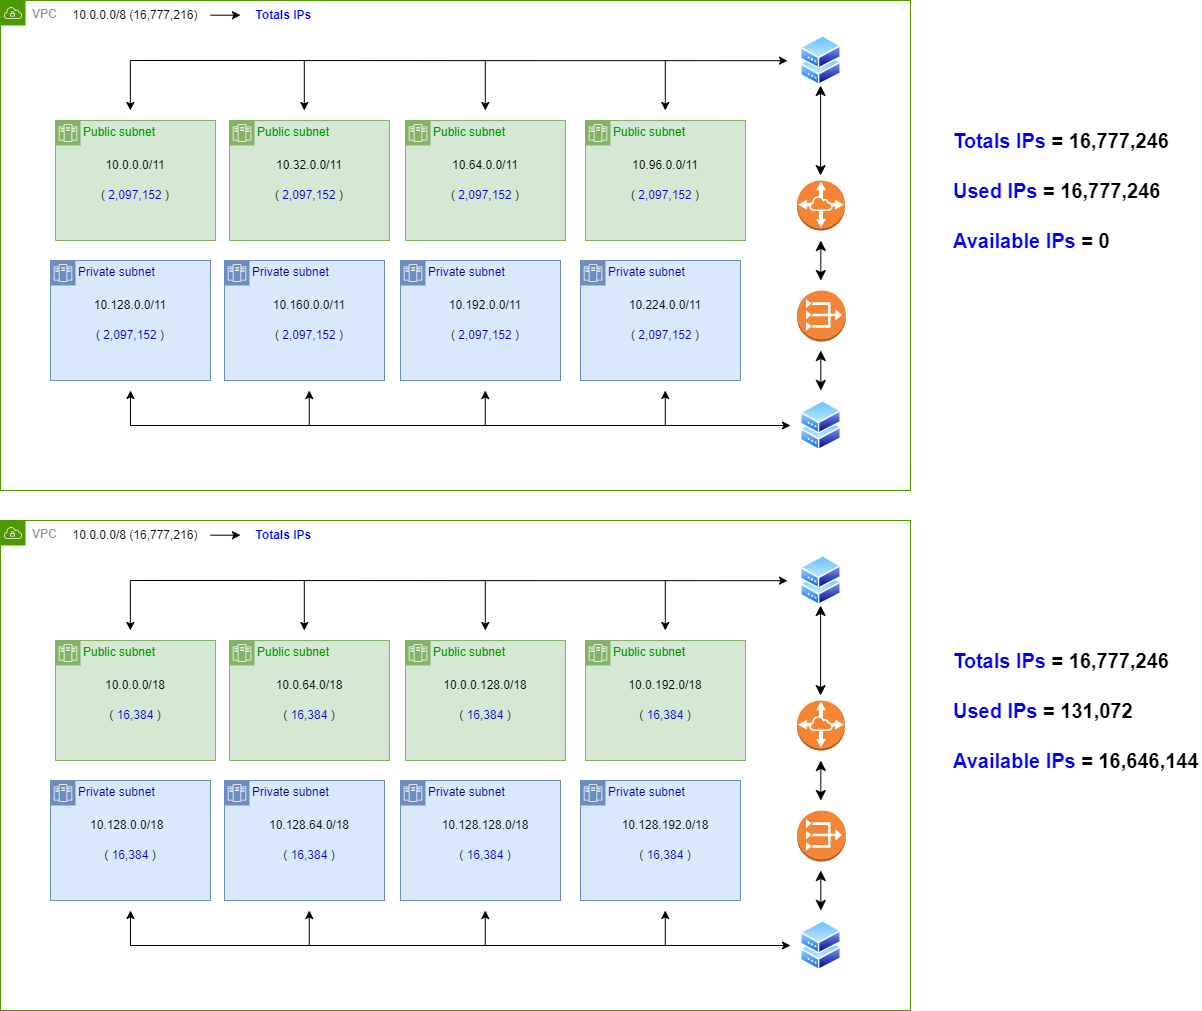 VPC 10.0.0.0/8 (16,777,216) Totals IPs
Public subnet
10.0.0.0/11
( 2,097,152 )
Public subnet
10.32.0.0/11
( 2,097,152 )
Public subnet
10.64.0.0/11
( 2,097,152 )
Public subnet
10.96.0.0/11
( 2,097,152 )
Private subnet
10.128.0.0/11
( 2,097,152 )
Private subnet
10.160.0.0/11
( 2,097,152 )
Private subnet
10.192.0.0/11
( 2,097,152 )
Private subnet
10.224.0.0/11
( 2,097,152 )
Totals IPs = 16,777,246
Used IPs = 16,777,246
Available IPs = 0
VPC 10.0.0.0/8 (16,777,216) Totals IPs
Public subnet
10.0.0.0/18
( 16,384 )
Public subnet
10.0.64.0/18
( 16,384 )
Public subnet
10.0.0.128.0/18
( 16,384 )
Public subnet
10.0.192.0/18
( 16,384 )
Private subnet
10.128.0.0/18
( 16,384 )
Private subnet
10.128.64.0/18
( 16,384 )
Private subnet
10.128.128.0/18
( 16,384 )
Private subnet
10.128.192.0/18
( 16,384 )
Totals IPs = 16,777,246
Used IPs = 131,072
Available IPs = 16,646,144